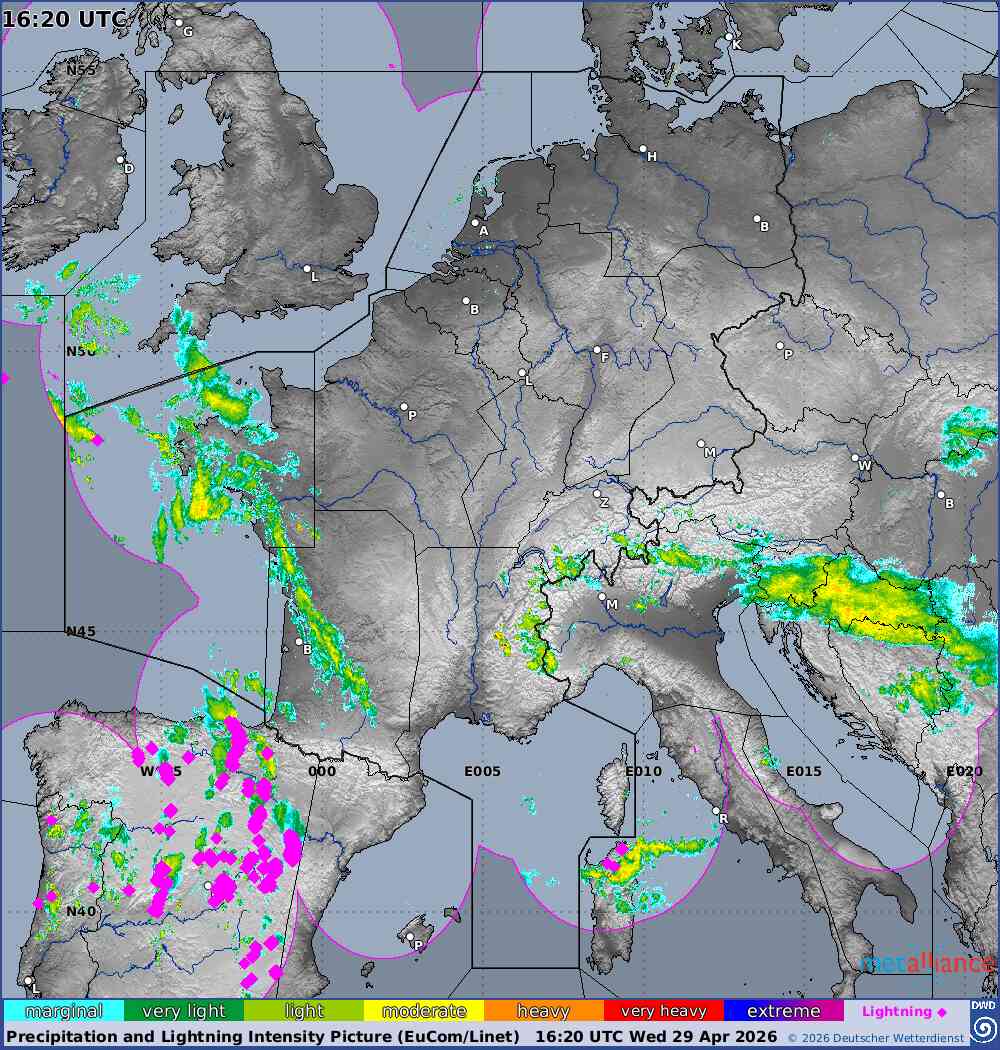 16:20 UTC
G
K
N55
D
H
A
B
L
B
N50
F
P
L
P
M
W
Z
B
M
N45
B
W 5
000
E005
E010
E015
E020
R
N40
P
L
metalliance
marginal very light light moderate heavy very heavy extreme Lightning
DWD
Precipitation and Lightning Intensity Picture (EuCom/Linet) 16:20 UTC Wed 29 Apr 2026 © 2026 Deutscher Wetterdienst